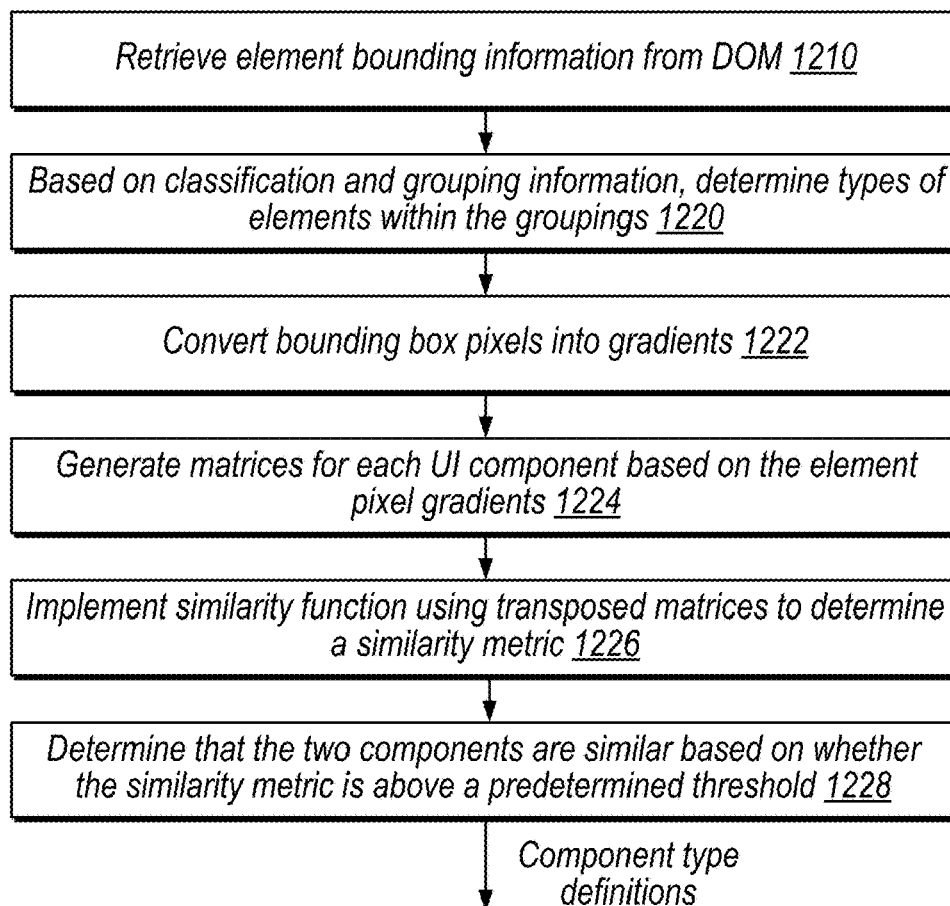 Retrieve element bounding information from DOM 1210
Based on classification and grouping information, determine types of
elements within the groupings 1220
Convert bounding box pixels into gradients 1222
Generate matrices for each UI component based on the element
pixel gradients 1224
Implement similarity function using transposed matrices to determine
a similarity metric 1226
Determine that the two components are similar based on whether
the similarity metric is above a predetermined threshold 1228
Component type
definitions